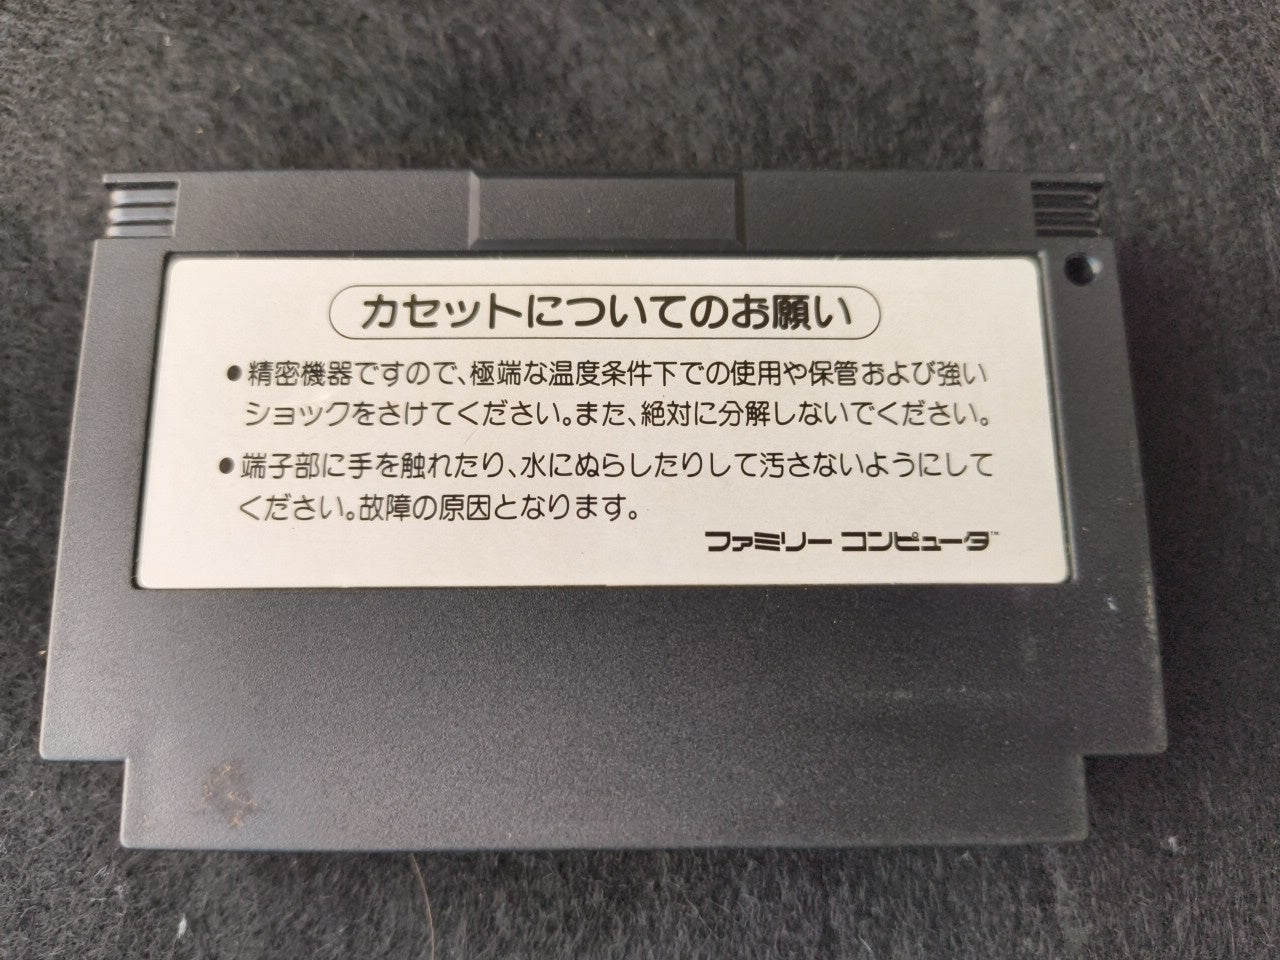 カセットについてのお願い
●精密機器ですので、極端な温度条件下での使用や保管および強い
ショックをさけてください。また、絶対に分解しないでください。
●端子部に手を触れたり、水にぬらしたりして汚さないようにして
ください。故障の原因となります。
ファミリー コンピュータ™